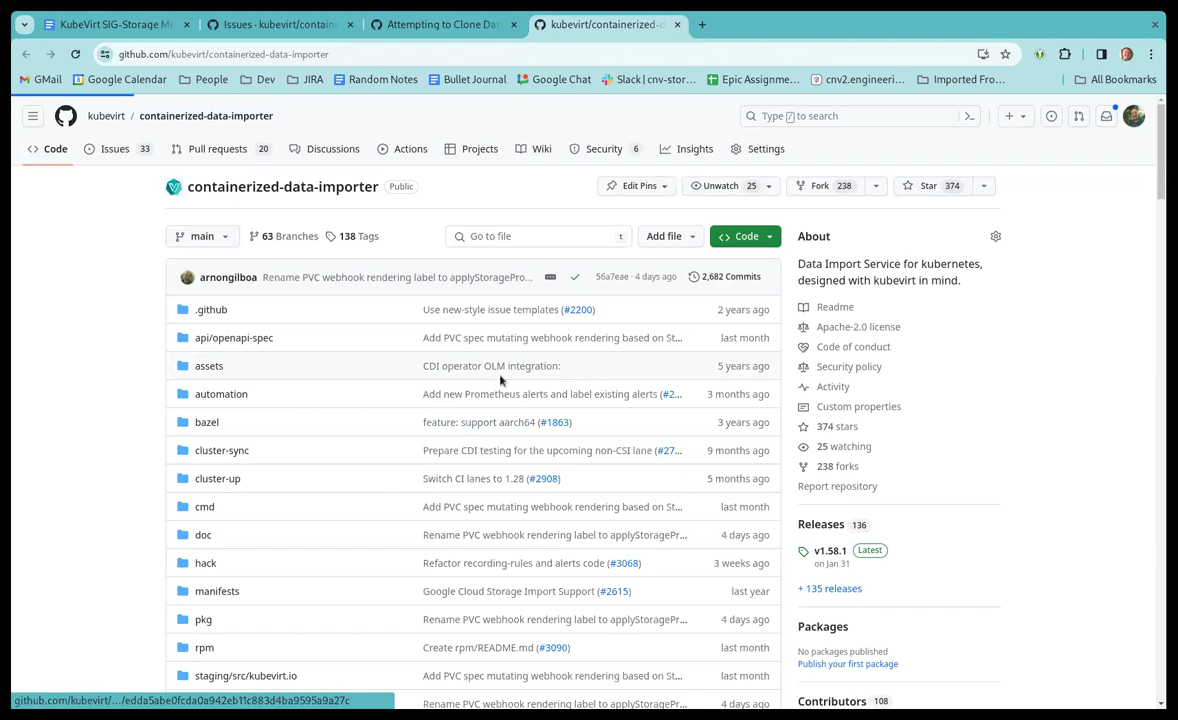 KubeVirt SIG-Storage Me
Issues · kubevirt/contain
Attempting to Clone Dat
kubevirt/containerized-d
github.com/kubevirt/containerized-data-importer
GMail
Google Calendar
People
Dev
JIRA
Random Notes
Bullet Journal
Google Chat
Slack | cnv-stor...
Epic Assignme...
cnv2.engineeri...
Imported Fro...
All Bookmarks
kubevirt / containerized-data-importer
Type / to search
Code
Issues 33
Pull requests 20
Discussions
Actions
Projects
Wiki
Security 6
Insights
Settings
containerized-data-importer Public
Edit Pins
Unwatch 25
Fork 238
Star 374
main
63 Branches
138 Tags
Go to file t
Add file
Code
arnongilboa Rename PVC webhook rendering label to applyStoragePro... 56a7eae · 4 days ago 2,682 Commits
.github Use new-style issue templates (#2200) 2 years ago
api/openapi-spec Add PVC spec mutating webhook rendering based on St... last month
assets CDI operator OLM integration: 5 years ago
automation Add new Prometheus alerts and label existing alerts (#2... 3 months ago
bazel feature: support aarch64 (#1863) 3 years ago
cluster-sync Prepare CDI testing for the upcoming non-CSI lane (#27... 9 months ago
cluster-up Switch CI lanes to 1.28 (#2908) 5 months ago
cmd Add PVC spec mutating webhook rendering based on St... last month
doc Rename PVC webhook rendering label to applyStoragePr... 4 days ago
hack Refactor recording-rules and alerts code (#3068) 3 weeks ago
manifests Google Cloud Storage Import Support (#2615) last year
pkg Rename PVC webhook rendering label to applyStoragePr... 4 days ago
rpm Create rpm/README.md (#3090) last month
staging/src/kubevirt.io Add PVC spec mutating webhook rendering based on St... last month
Rename PVC webhook rendering label to applyStoragePr... 4 days ago
About
Data Import Service for kubernetes,
designed with kubevirt in mind.
Readme
Apache-2.0 license
Code of conduct
Security policy
Activity
Custom properties
374 stars
25 watching
238 forks
Report repository
Releases 136
v1.58.1 Latest
on Jan 31
+ 135 releases
Packages
No packages published
Publish your first package
Contributors 108
github.com/kubevirt/.../edda5abe0fcda0a942eb11c883d4ba9595a9a27c